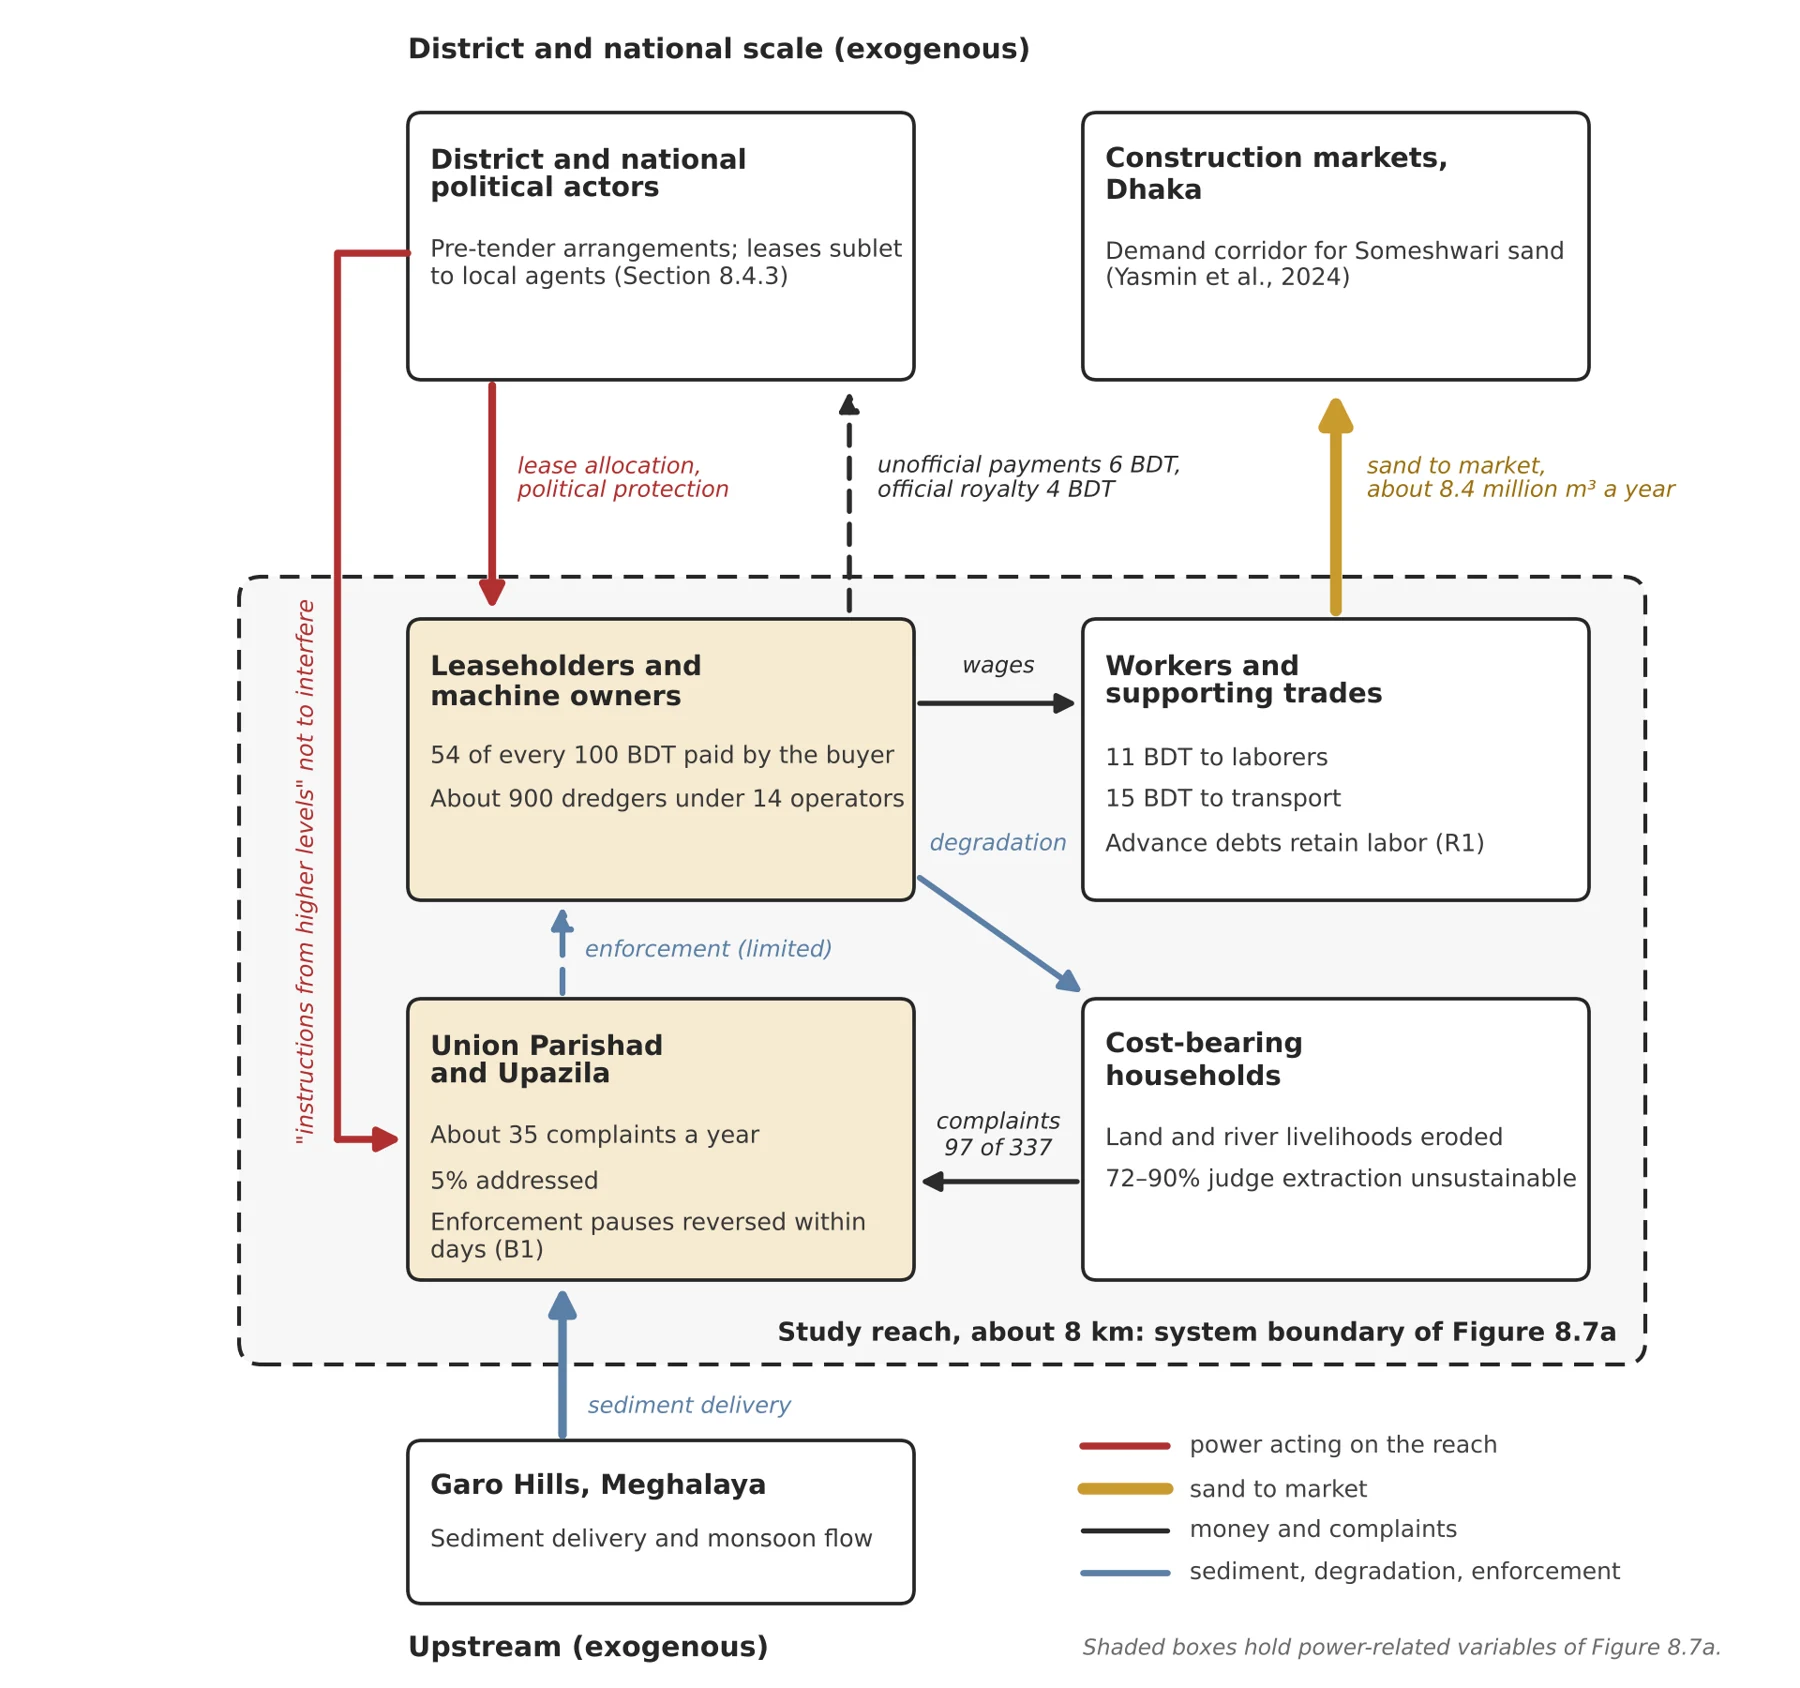 District and national scale (exogenous)
District and national
political actors
Pre-tender arrangements; leases sublet
to local agents (Section 8.4.3)
Construction markets,
Dhaka
Demand corridor for Someshwari sand
(Yasmin et al., 2024)
lease allocation,
political protection
unofficial payments 6 BDT,
official royalty 4 BDT
sand to market,
about 8.4 million m³ a year
"instructions from higher levels" not to interfere
Leaseholders and
machine owners
54 of every 100 BDT paid by the buyer
About 900 dredgers under 14 operators
wages
Workers and
supporting trades
11 BDT to laborers
15 BDT to transport
Advance debts retain labor (R1)
degradation
enforcement (limited)
Union Parishad
and Upazila
About 35 complaints a year
5% addressed
Enforcement pauses reversed within
days (B1)
complaints
97 of 337
Cost-bearing
households
Land and river livelihoods eroded
72–90% judge extraction unsustainable
Study reach, about 8 km: system boundary of Figure 8.7a
sediment delivery
Garo Hills, Meghalaya
Sediment delivery and monsoon flow
Upstream (exogenous)
power acting on the reach
sand to market
money and complaints
sediment, degradation, enforcement
Shaded boxes hold power-related variables of Figure 8.7a.